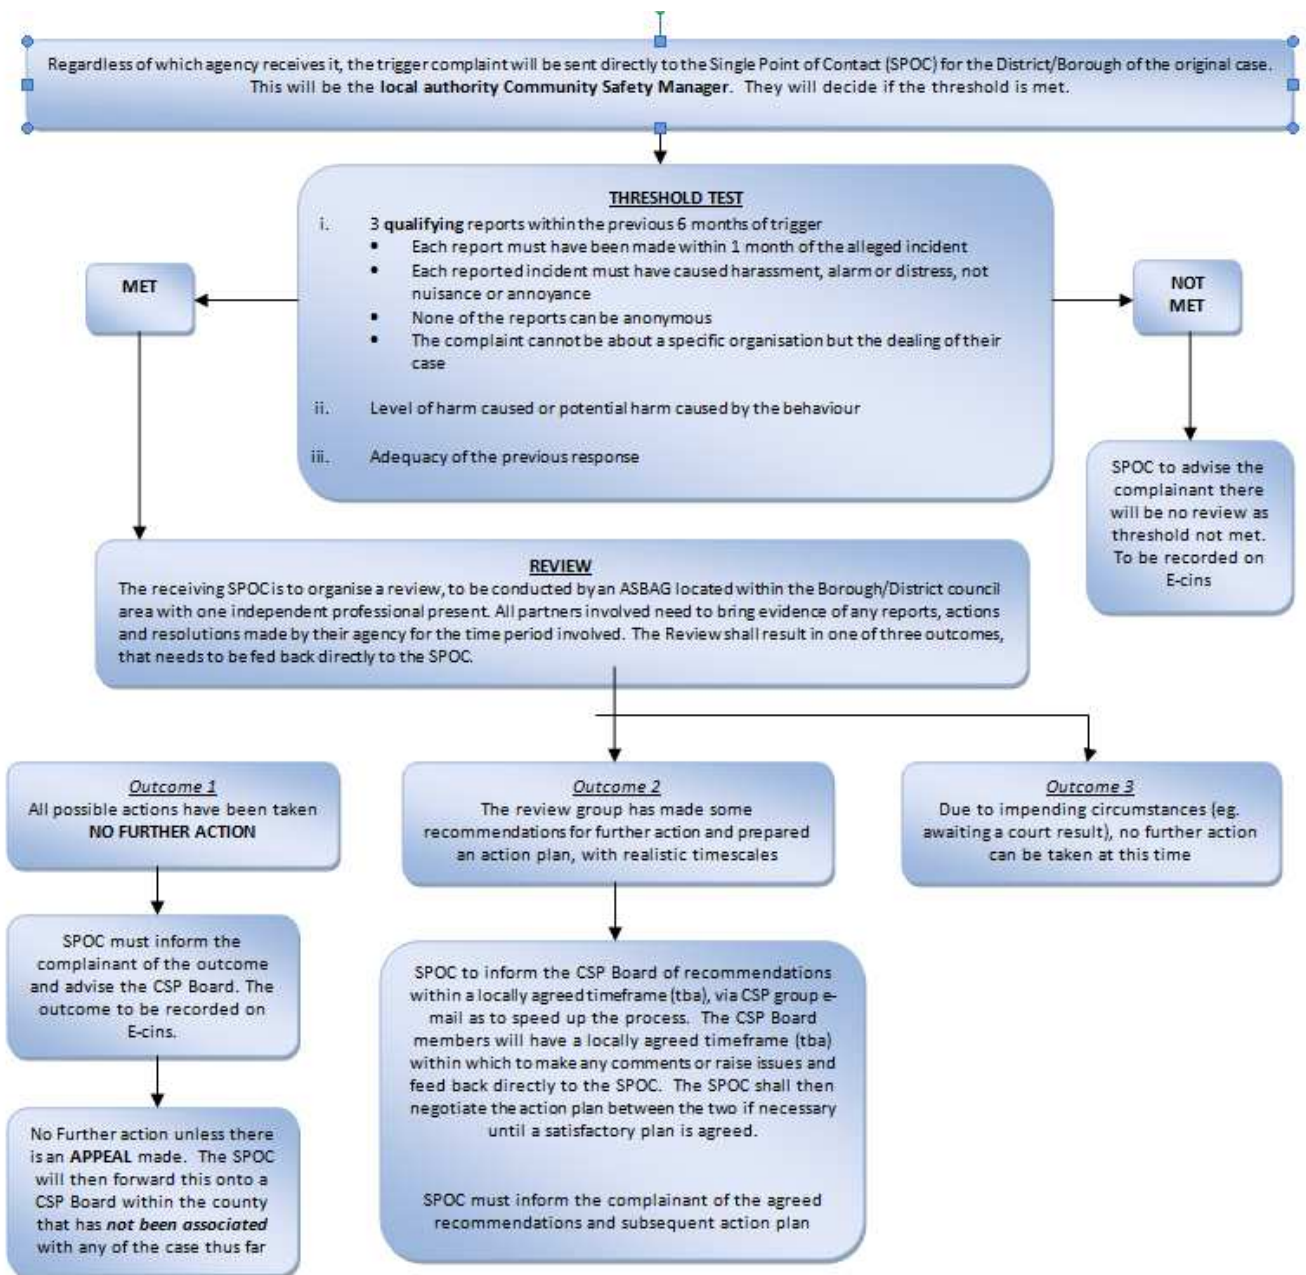 Regardless of which agency receives it, the trigger complaint will be sent directly to the Single Point of Contact (SPOC) for the District/Borough of the original case.
This will be the local authority Community Safety Manager. They will decide if the threshold is met.
THRESHOLD TEST
i. 3 qualifying reports within the previous 6 months of trigger
• Each report must have been made within 1 month of the alleged incident
• Each reported incident must have caused harassment, alarm or distress, not
nuisance or annoyance
• None of the reports can be anonymous
• The complaint cannot be about a specific organisation but the dealing of their
case
ii. Level of harm caused or potential harm caused by the behaviour
iii. Adequacy of the previous response
MET
NOT
MET
SPOC to advise the
complainant there
will be no review as
threshold not met.
To be recorded on
E-cins
REVIEW
The receiving SPOC is to organise a review, to be conducted by an ASBAG located within the Borough/District council
area with one independent professional present. All partners involved need to bring evidence of any reports, actions
and resolutions made by their agency for the time period involved. The Review shall result in one of three outcomes,
that needs to be fed back directly to the SPOC.
Outcome 1
All possible actions have been taken
NO FURTHER ACTION
SPOC must inform the
complainant of the outcome
and advise the CSP Board. The
outcome to be recorded on
E-cins.
No Further action unless there
is an APPEAL made. The SPOC
will then forward this onto a
CSP Board within the county
that has not been associated
with any of the case thus far
Outcome 2
The review group has made some
recommendations for further action and prepared
an action plan, with realistic timescales
SPOC to inform the CSP Board of recommendations
within a locally agreed timeframe (tba), via CSP group e-
mail as to speed up the process. The CSP Board
members will have a locally agreed timeframe (tba)
within which to make any comments or raise issues and
feed back directly to the SPOC. The SPOC shall then
negotiate the action plan between the two if necessary
until a satisfactory plan is agreed.
SPOC must inform the complainant of the agreed
recommendations and subsequent action plan
Outcome 3
Due to impending circumstances (eg.
awaiting a court result), no further action
can be taken at this time